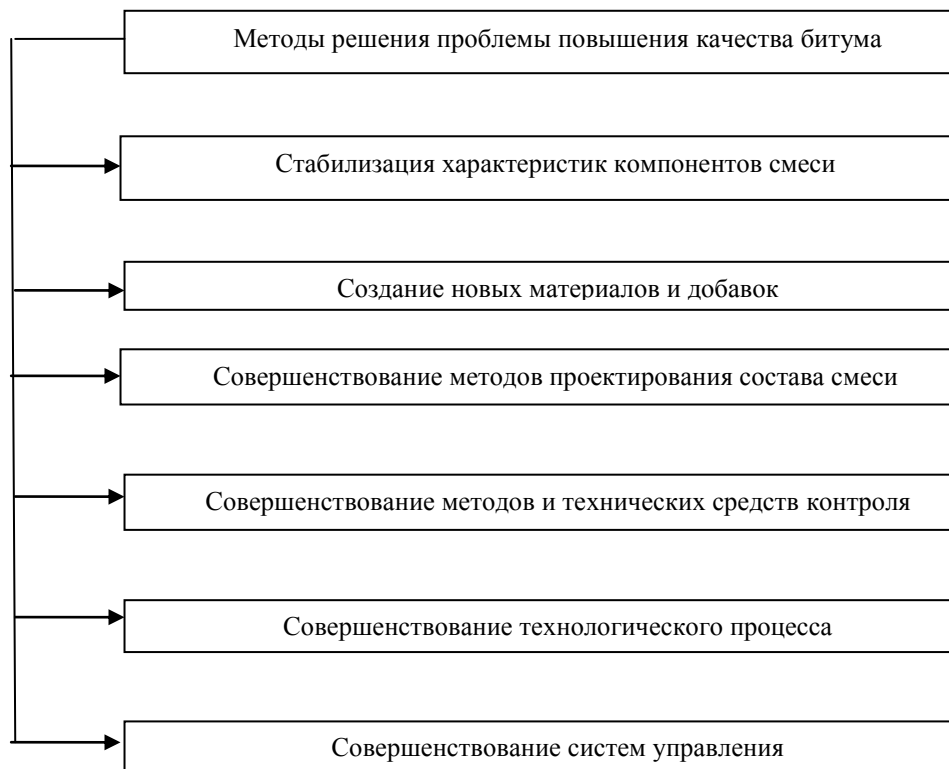 Методы решения проблемы повышения качества битума
Стабилизация характеристик компонентов смеси
Создание новых материалов и добавок
Совершенствование методов проектирования состава смеси
Совершенствование методов и технических средств контроля
Совершенствование технологического процесса
Совершенствование систем управления